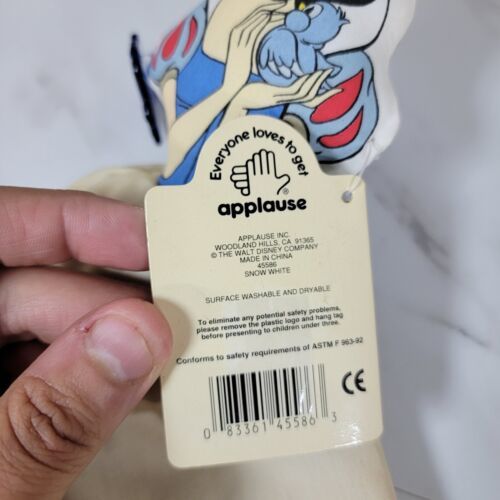 Everyone loves to get
®
applause
APPLAUSE INC.
WOODLAND HILLS, CA 91365
© THE WALT DISNEY COMPANY
MADE IN CHINA
45586
SNOW WHITE
SURFACE WASHABLE AND DRYABLE
To eliminate any potential safety problems,
please remove the plastic logo and hang tag
before presenting to children under three.
Conforms to safety requirements of ASTM F 963-92
CE
0 83361 45586 3